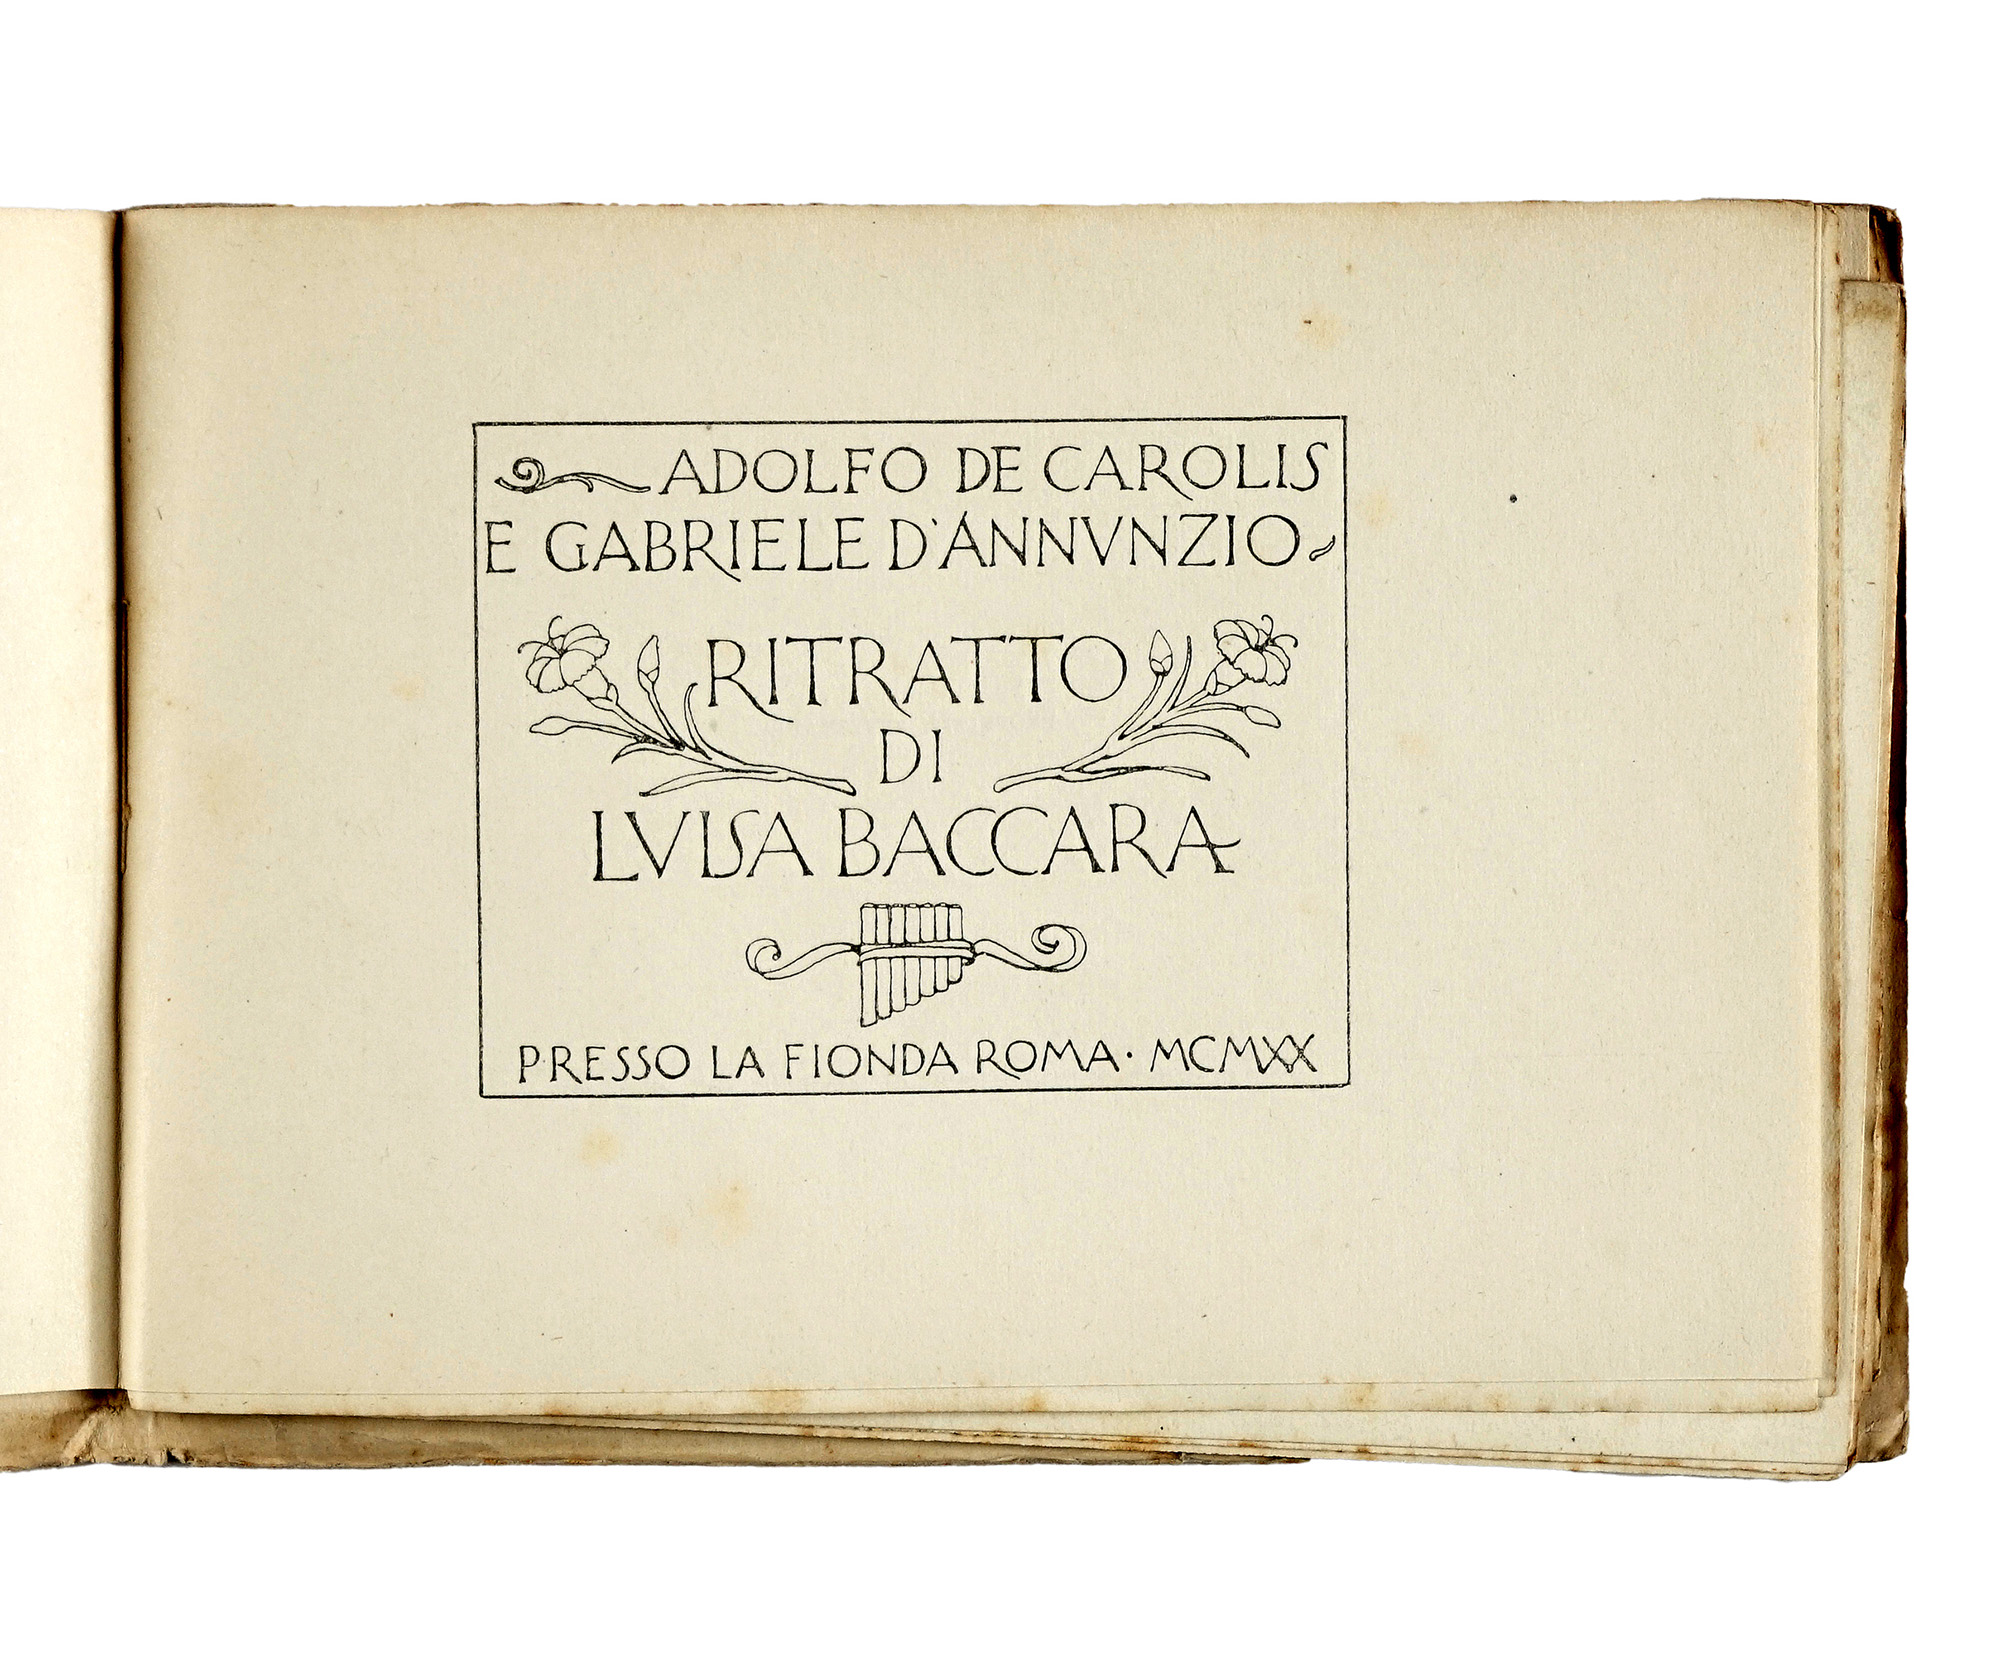 ADOLFO DE CAROLIS
E GABRIELE D'ANNVNZIO
RITRATTO
DI
LVISA BACCARA
PRESSO LA FIONDA ROMA · MCMXX